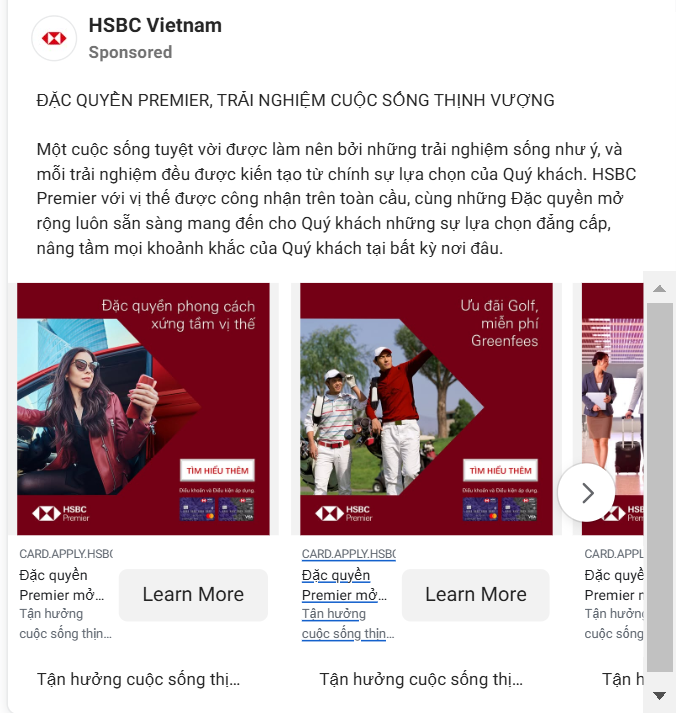 HSBC Vietnam
Sponsored
ĐẶC QUYỀN PREMIER, TRẢI NGHIỆM CUỘC SỐNG THỊNH VƯỢNG
Một cuộc sống tuyệt vời được làm nên bởi những trải nghiệm sống như ý, và
mỗi trải nghiệm đều được kiến tạo từ chính sự lựa chọn của Quý khách. HSBC
Premier với vị thế được công nhận trên toàn cầu, cùng những Đặc quyền mở
rộng luôn sẵn sàng mang đến cho Quý khách những sự lựa chọn đẳng cấp,
nâng tầm mọi khoảnh khắc của Quý khách tại bất kỳ nơi đâu.
Đặc quyền phong cách
xứng tầm vị thế
TÌM HIỂU THÊM
Điều khoản và Điều kiện áp dụng.
HSBC
Premier
CARD.APPLY.HSBC
Đặc quyền
Premier mở...
Tận hưởng
cuộc sống thịn...
Learn More
Tận hưởng cuộc sống thị...
Ưu đãi Golf,
miễn phí
Greenfees
TÌM HIỂU THÊM
Điều khoản và Điều kiện áp dụng.
HSBC
Premier
CARD.APPLY.HSBC
Đặc quyền
Premier mở...
Tận hưởng
cuộc sống thịn...
Learn More
Tận hưởng cuộc sống thị...
HSBC
Premier
CARD.APPL
Đặc quyề
Premier m
Tận hưởng
cuộc sống
Tận h